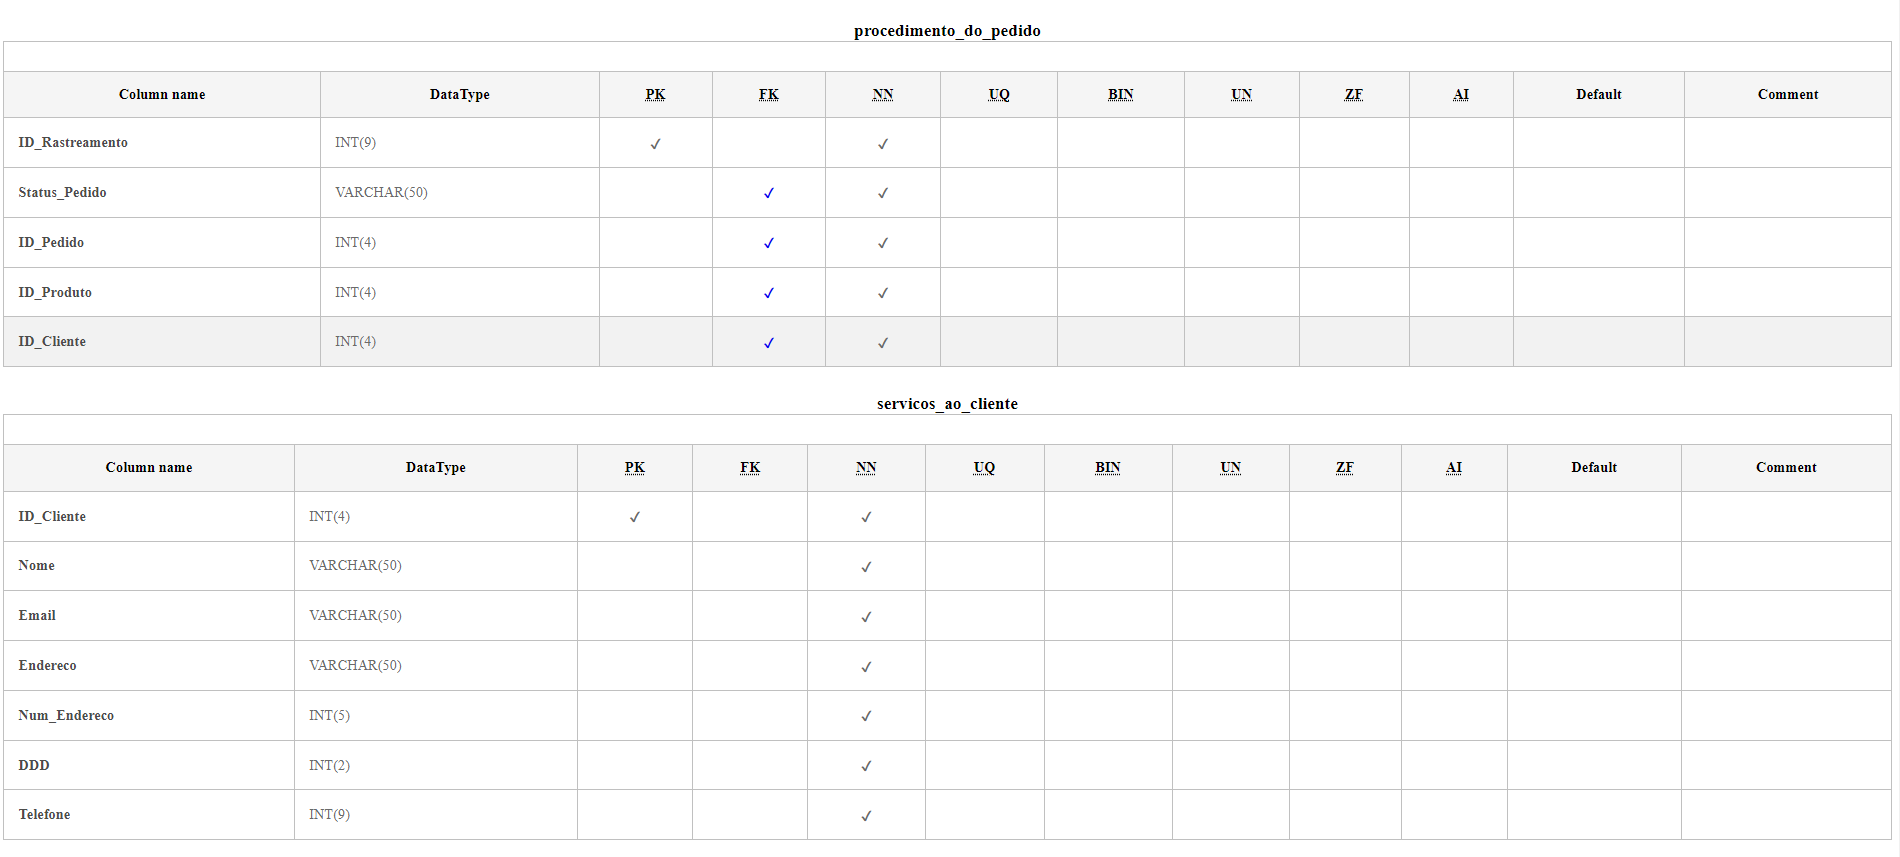 procedimento_do_pedido
Column name DataType PK FK NN UQ BIN UN ZF AI Default Comment
ID_Rastreamento INT(9) ✓ ✓
Status_Pedido VARCHAR(50) ✓ ✓
ID_Pedido INT(4) ✓ ✓
ID_Produto INT(4) ✓ ✓
ID_Cliente INT(4) ✓ ✓
servicos_ao_cliente
Column name DataType PK FK NN UQ BIN UN ZF AI Default Comment
ID_Cliente INT(4) ✓ ✓
Nome VARCHAR(50) ✓
Email VARCHAR(50) ✓
Endereco VARCHAR(50) ✓
Num_Endereco INT(5) ✓
DDD INT(2) ✓
Telefone INT(9) ✓